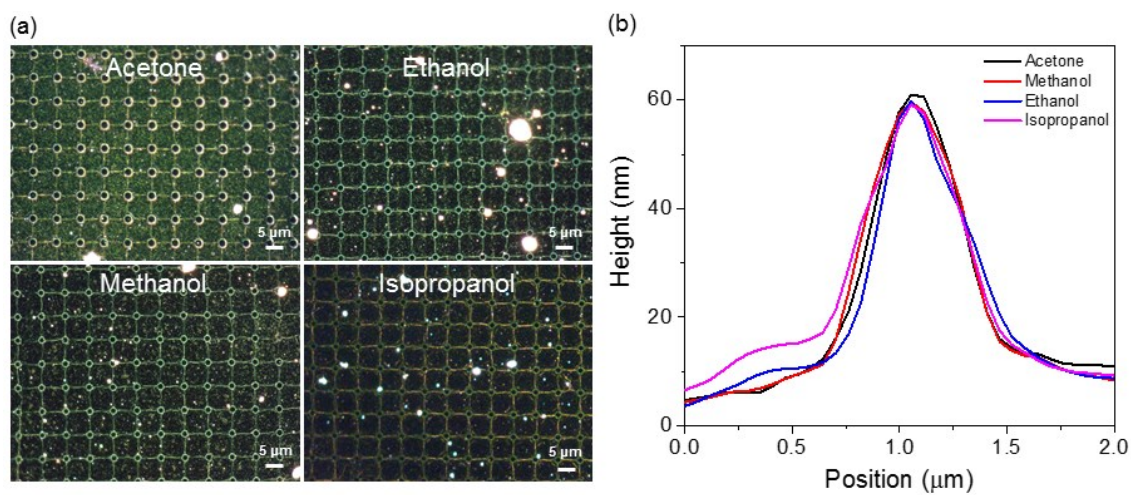 (a)
Acetone
5 μm
Ethanol
5 μm
Methanol
5 μm
Isopropanol
5 μm
(b)
Height (nm)
60
40
20
0
Acetone
Methanol
Ethanol
Isopropanol
0.0 0.5 1.0 1.5 2.0
Position (μm)